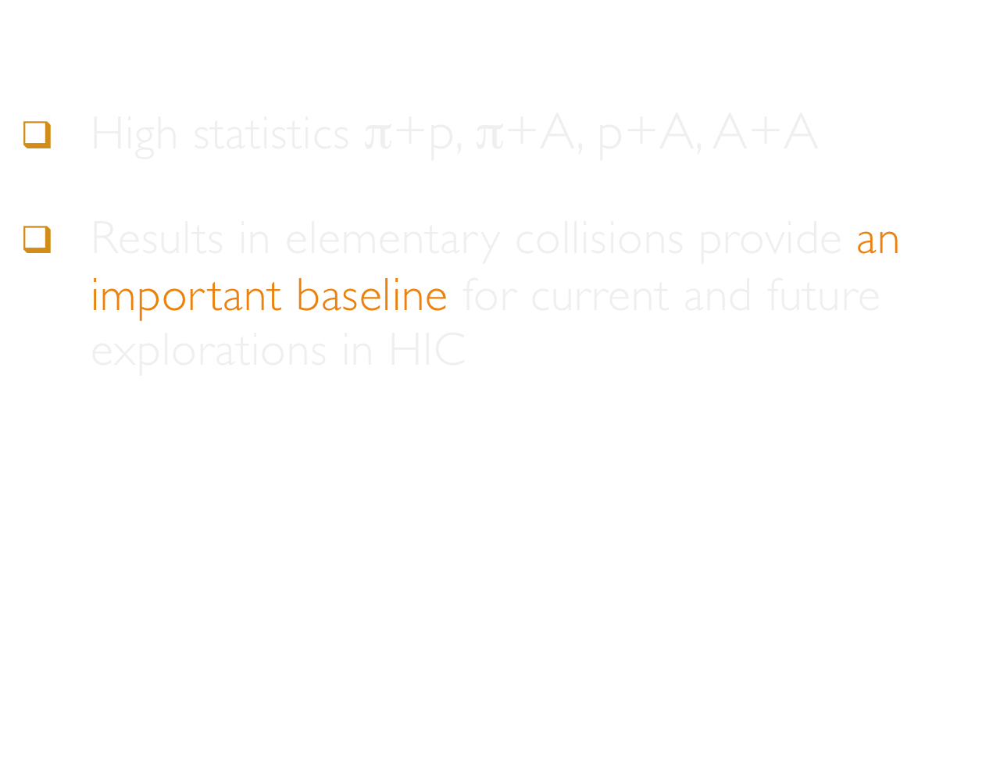 ❑ High statistics π+p, π+A, p+A, A+A
❑ Results in elementary collisions provide an
important baseline for current and future
explorations in HIC